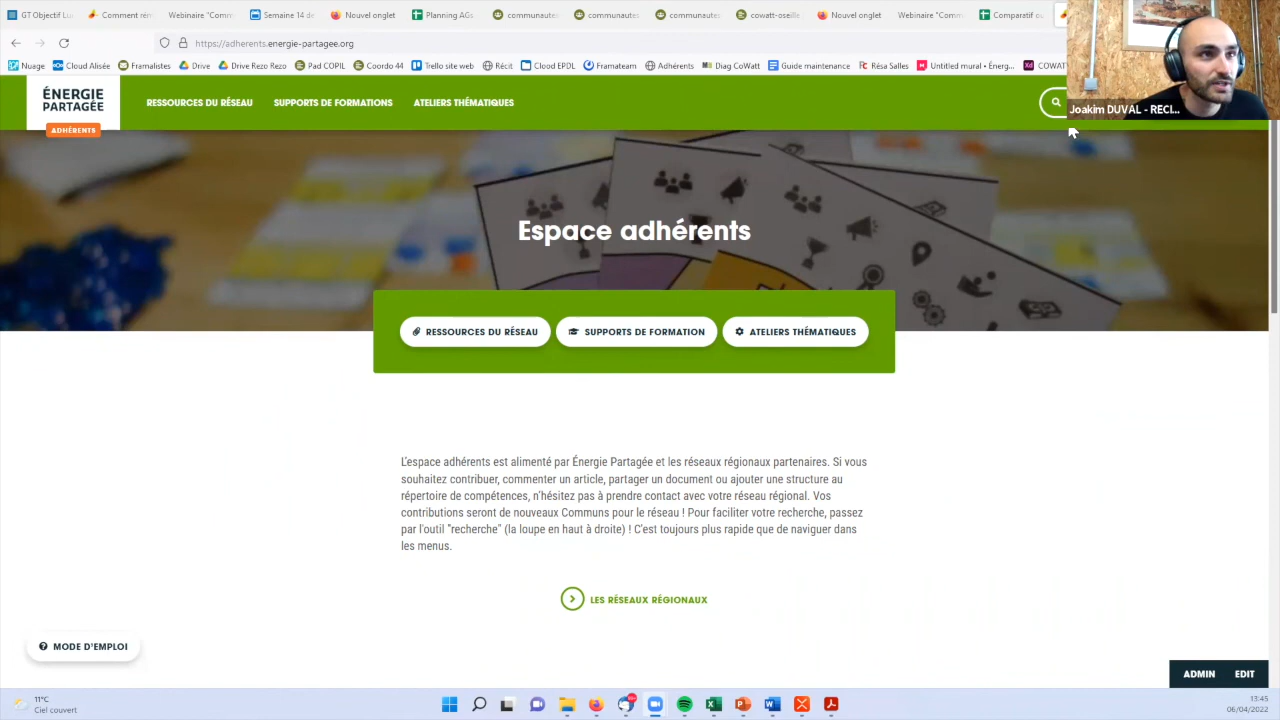 GT Objectif Lu
Comment rén
Webinaire "Comm
Semaine 14 de
Nouvel onglet
Planning AGs
communautes
communautes
communautes
cowatt-oseille
Nouvel onglet
Webinaire "Comm
Comparatif ou
https://adherents.energie-partagee.org
Nuage
Cloud Alisée
Framalistes
Drive
Drive Rezo Rezo
Récit
Pad COPIL
Coordo 44
Trello site web
Clood EPDL
Framateam
Adhérents
Diag CoWatt
Guide maintenance
Résa Salles
Untitled mural • Énerg...
COWAT
Joakim DUVAL - RECI...
ÉNERGIE
PARTAGÉE
ADHÉRENTS
RESSOURCES DU RÉSEAU
SUPPORTS DE FORMATIONS
ATELIERS THÉMATIQUES
Espace adhérents
RESSOURCES DU RÉSEAU
SUPPORTS DE FORMATION
ATELIERS THÉMATIQUES
L'espace adhérents est alimenté par Énergie Partagée et les réseaux régionaux partenaires. Si vous
souhaitez contribuer, commenter un article, partager un document ou ajouter une structure au
répertoire de compétences, n'hésitez pas à prendre contact avec votre réseau régional. Vos
contributions seront de nouveaux Communs pour le réseau ! Pour faciliter votre recherche, passez
par l'outil "recherche" (la loupe en haut à droite) ! C'est toujours plus rapide que de naviguer dans
les menus.
LES RÉSEAUX RÉGIONAUX
MODE D'EMPLOI
ADMIN
EDIT
11°C
Ciel couvert
13:45
06/04/2022